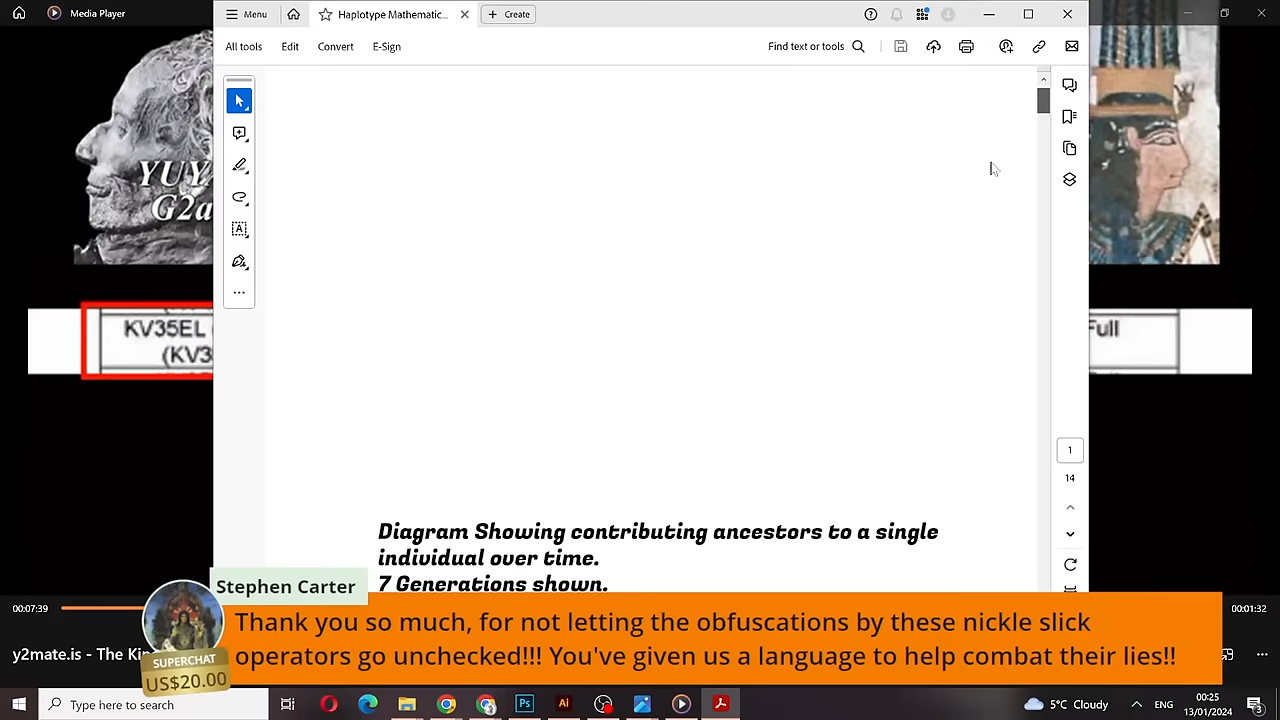 Media Player
Menu
Haplotype Mathematic...
Create
All tools
Edit
Convert
E-Sign
Find text or tools
YUY
G2a
KV35EL
(KV3
Full
1
14
Diagram Showing contributing ancestors to a single
individual over time.
7 Generations shown.
Stephen Carter
Thank you so much, for not letting the obfuscations by these nickle slick
operators go unchecked!!! You've given us a language to help combat their lies!!
SUPERCHAT
US$20.00
00:07:39
00:01:32
y2mate.is - The Kin
Type here to search
Ps
Ai
5°C Cloudy
ENG
00:25
13/01/2024
3